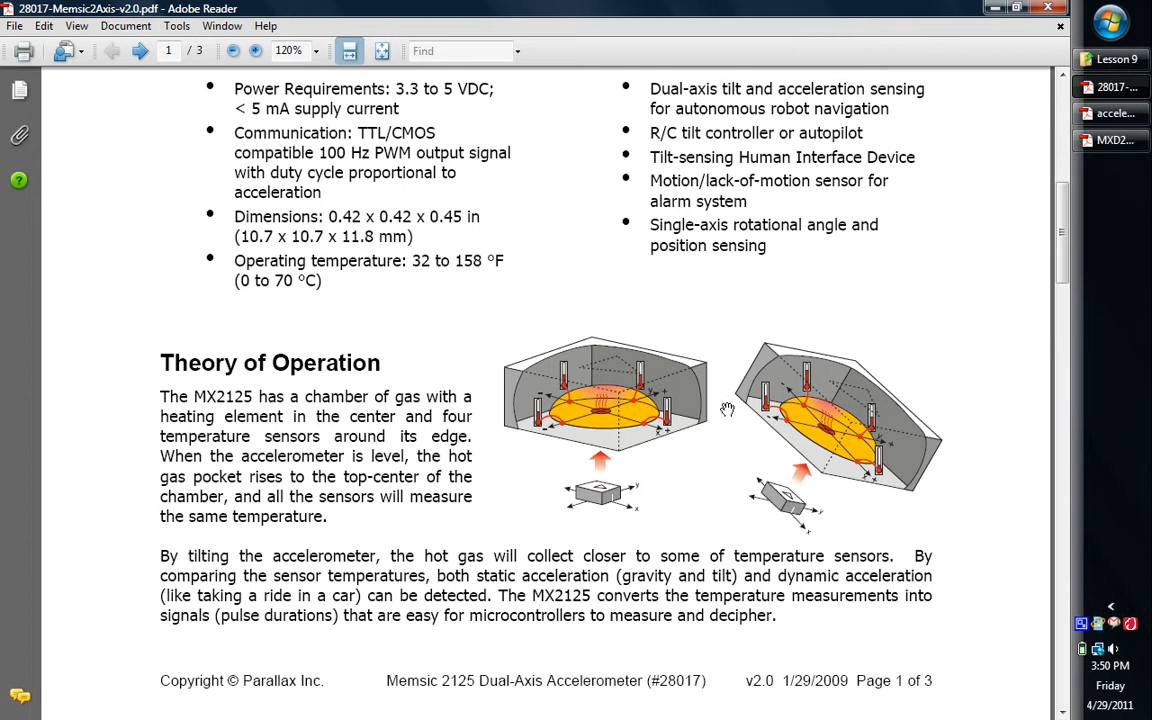 28017-Memsic2Axis-v2.0.pdf - Adobe Reader
File Edit View Document Tools Window Help
1 / 3 120% Find
• Power Requirements: 3.3 to 5 VDC;
< 5 mA supply current
• Communication: TTL/CMOS
compatible 100 Hz PWM output signal
with duty cycle proportional to
acceleration
• Dimensions: 0.42 x 0.42 x 0.45 in
(10.7 x 10.7 x 11.8 mm)
• Operating temperature: 32 to 158 °F
(0 to 70 °C)
• Dual-axis tilt and acceleration sensing
for autonomous robot navigation
• R/C tilt controller or autopilot
• Tilt-sensing Human Interface Device
• Motion/lack-of-motion sensor for
alarm system
• Single-axis rotational angle and
position sensing
Theory of Operation
The MX2125 has a chamber of gas with a
heating element in the center and four
temperature sensors around its edge.
When the accelerometer is level, the hot
gas pocket rises to the top-center of the
chamber, and all the sensors will measure
the same temperature.
y
x
y
x
By tilting the accelerometer, the hot gas will collect closer to some of temperature sensors. By
comparing the sensor temperatures, both static acceleration (gravity and tilt) and dynamic acceleration
(like taking a ride in a car) can be detected. The MX2125 converts the temperature measurements into
signals (pulse durations) that are easy for microcontrollers to measure and decipher.
Copyright © Parallax Inc. Memsic 2125 Dual-Axis Accelerometer (#28017) v2.0 1/29/2009 Page 1 of 3
Lesson 9
28017-...
accele...
MXD2...
3:50 PM
Friday
4/29/2011